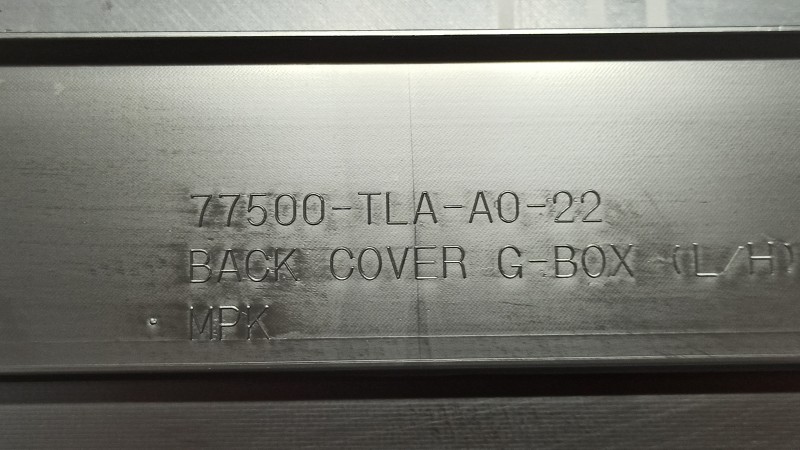 77500-TLA-A0-22
BACK COVER G-BOX (L/H)
MPK